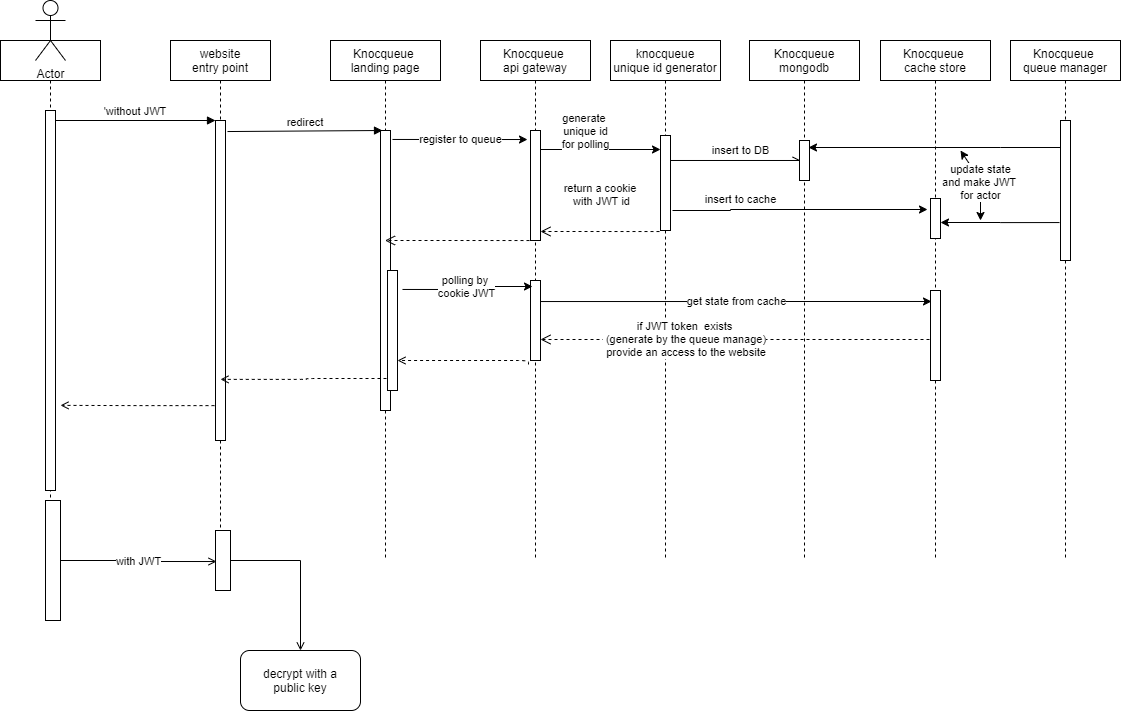 Actor
website
entry point
Knocqueue
landing page
Knocqueue
api gateway
knocqueue
unique id generator
Knocqueue
mongodb
Knocqueue
cache store
Knocqueue
queue manager
'without JWT
redirect
register to queue
generate
unique id
for polling
insert to DB
update state
and make JWT
for actor
return a cookie
with JWT id
insert to cache
polling by
cookie JWT
get state from cache
if JWT token  exists
(generate by the queue manage)
provide an access to the website
with JWT
decrypt with a
public key